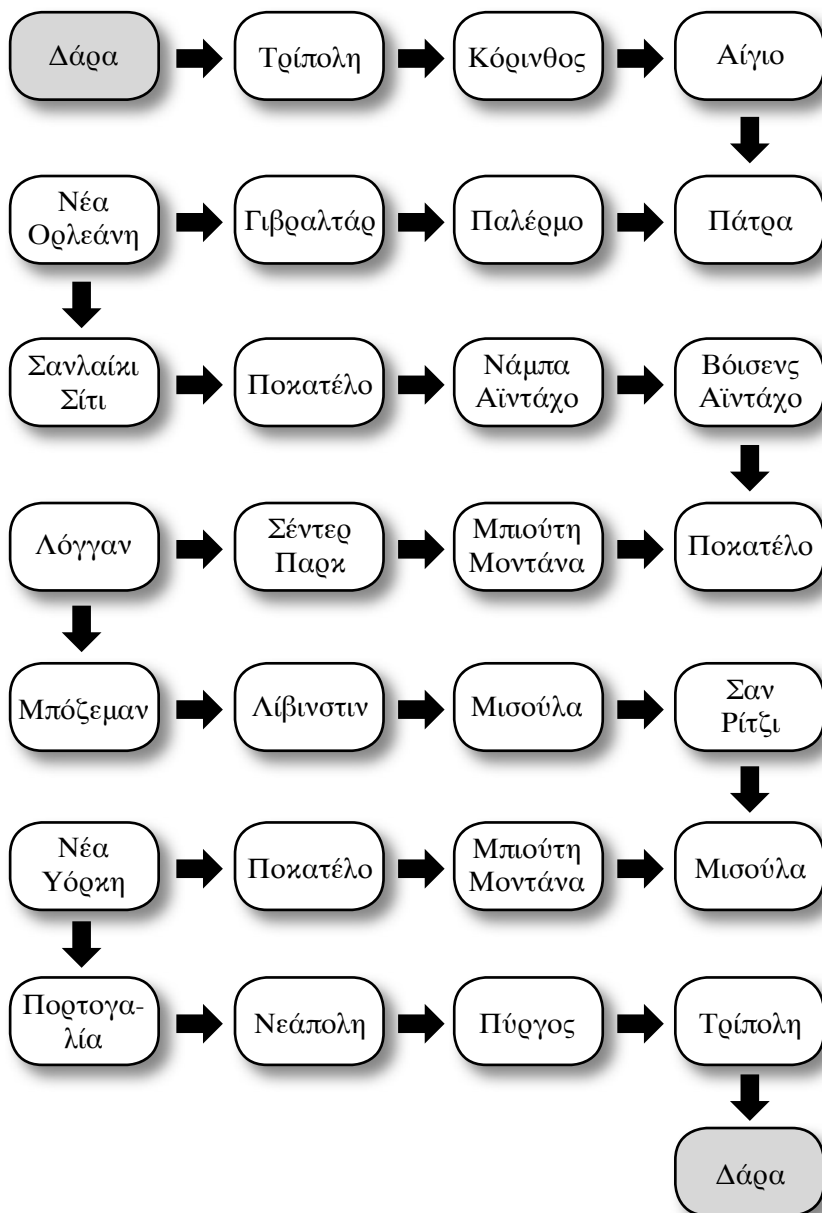 Δάρα
Τρίπολη
Κόρινθος
Αίγιο
Νέα
Ορλεάνη
Γιβραλτάρ
Παλέρμο
Πάτρα
Σανλαίκι
Σίτι
Ποκατέλο
Νάμπα
Αϊντάχο
Βόισενς
Αϊντάχο
Λόγγαν
Σέντερ
Παρκ
Μπιούτη
Μοντάνα
Ποκατέλο
Μπόζεμαν
Λίβινστιν
Μισούλα
Σαν
Ρίτζι
Νέα
Υόρκη
Ποκατέλο
Μπιούτη
Μοντάνα
Μισούλα
Πορτογα-
λία
Νεάπολη
Πύργος
Τρίπολη
Δάρα